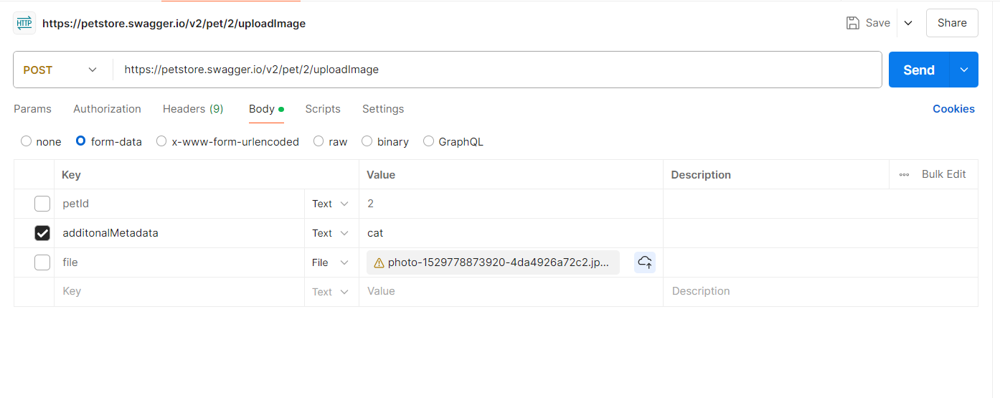 HTTP https://petstore.swagger.io/v2/pet/2/uploadImage Save Share
POST https://petstore.swagger.io/v2/pet/2/uploadImage Send
Params Authorization Headers (9) Body Scripts Settings Cookies
none form-data x-www-form-urlencoded raw binary GraphQL
Key Value Description Bulk Edit
petId Text 2
additonalMetadata Text cat
file File photo-1529778873920-4da4926a72c2.jp...
Key Text Value Description